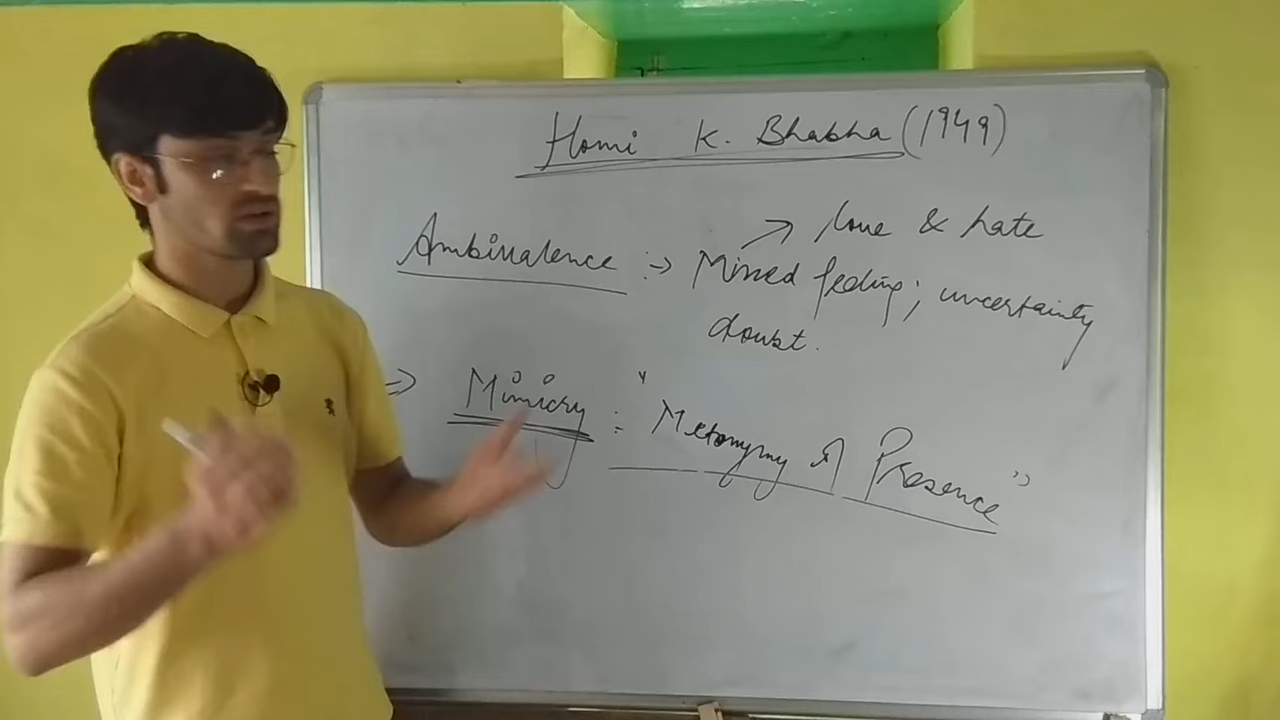 Homi K. Bhabha (1949)
→ love & hate
Ambivalence :→ Mixed feeling; uncertainty
doubt.
⇒ Mimicry : "Metonymy of Presence"